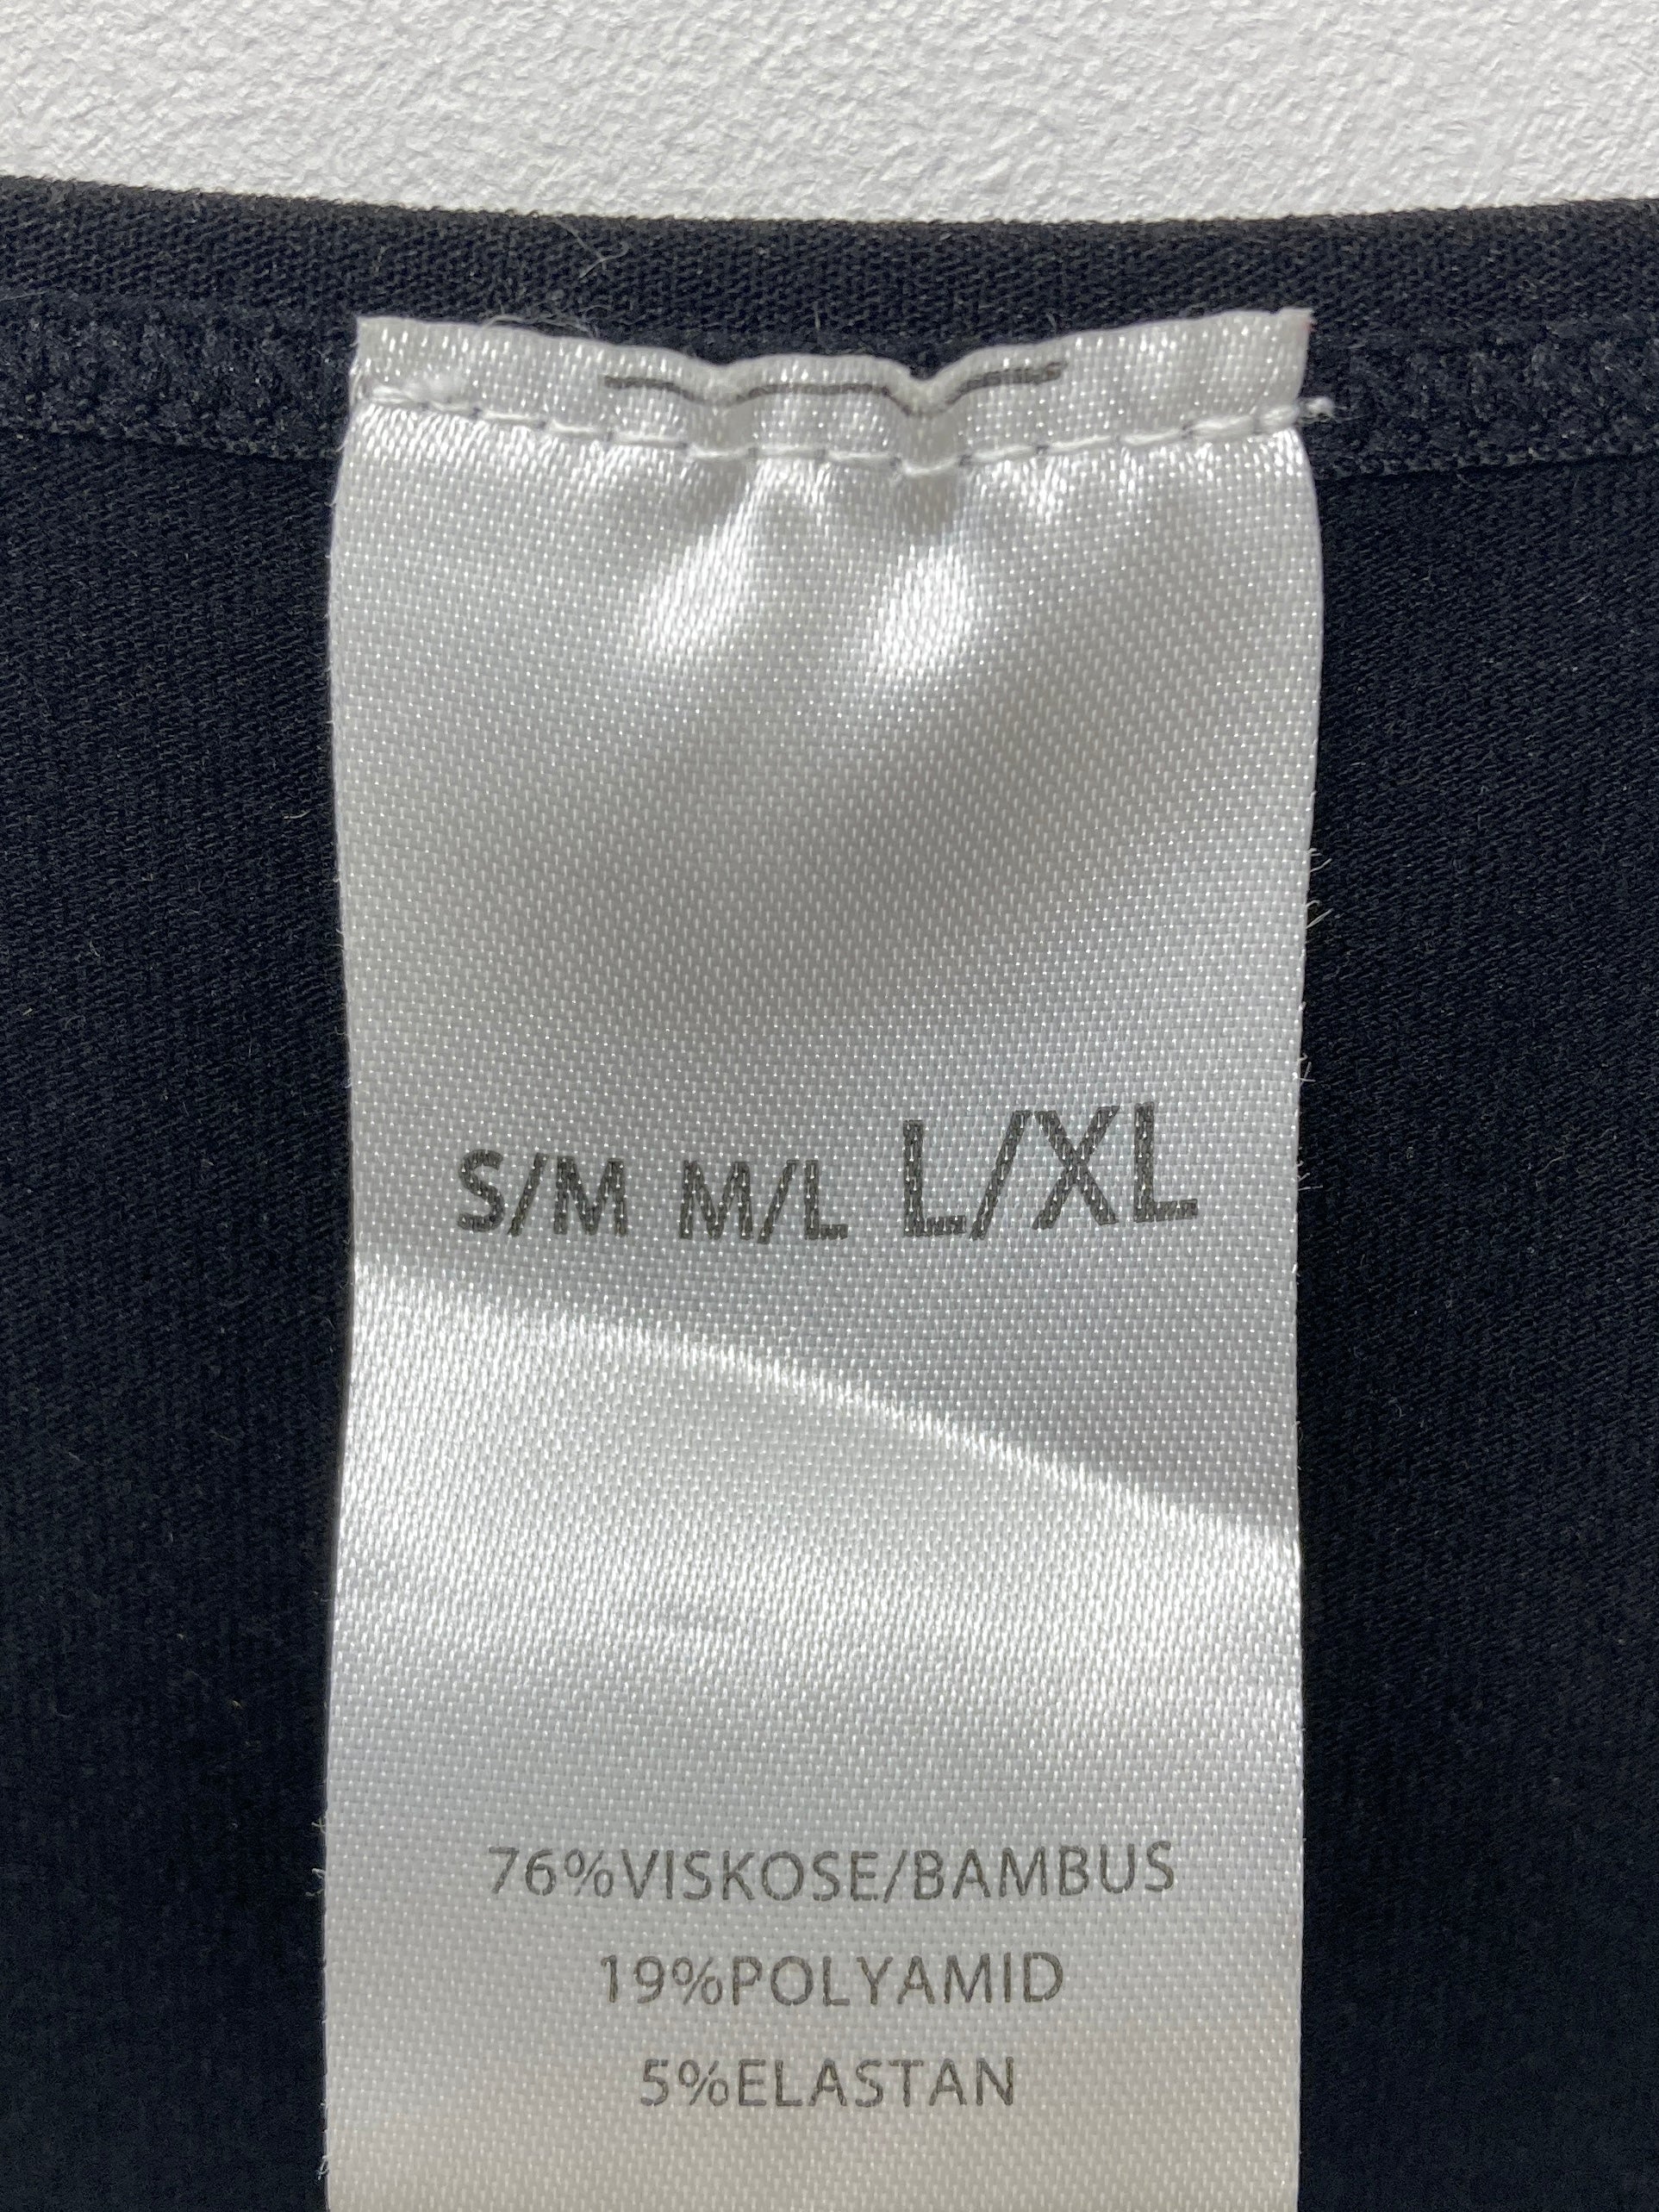 S/M M/L L/XL
76%VISKOSE/BAMBUS
19%POLYAMID
5%ELASTAN